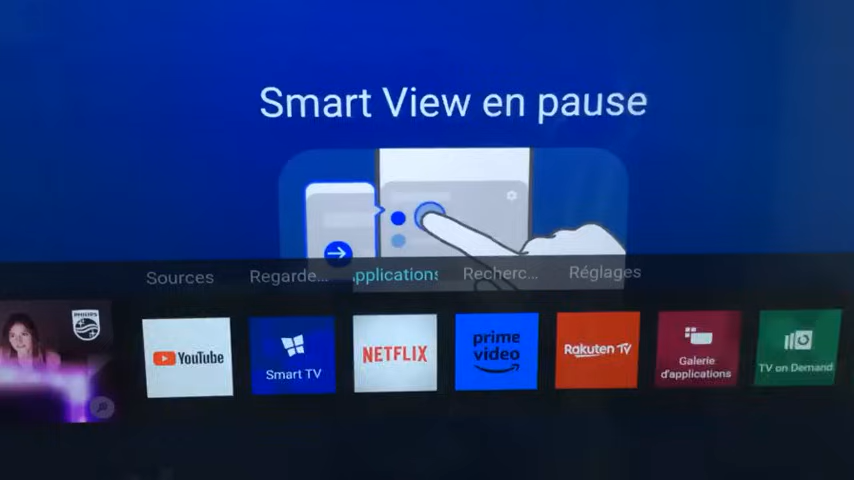 Smart View en pause
Sources
Regarde...
Applications
Recherc...
Réglages
PHILIPS
YouTube
Smart TV
NETFLIX
prime
video
Rakuten TV
Galerie
d'applications
TV on Demand